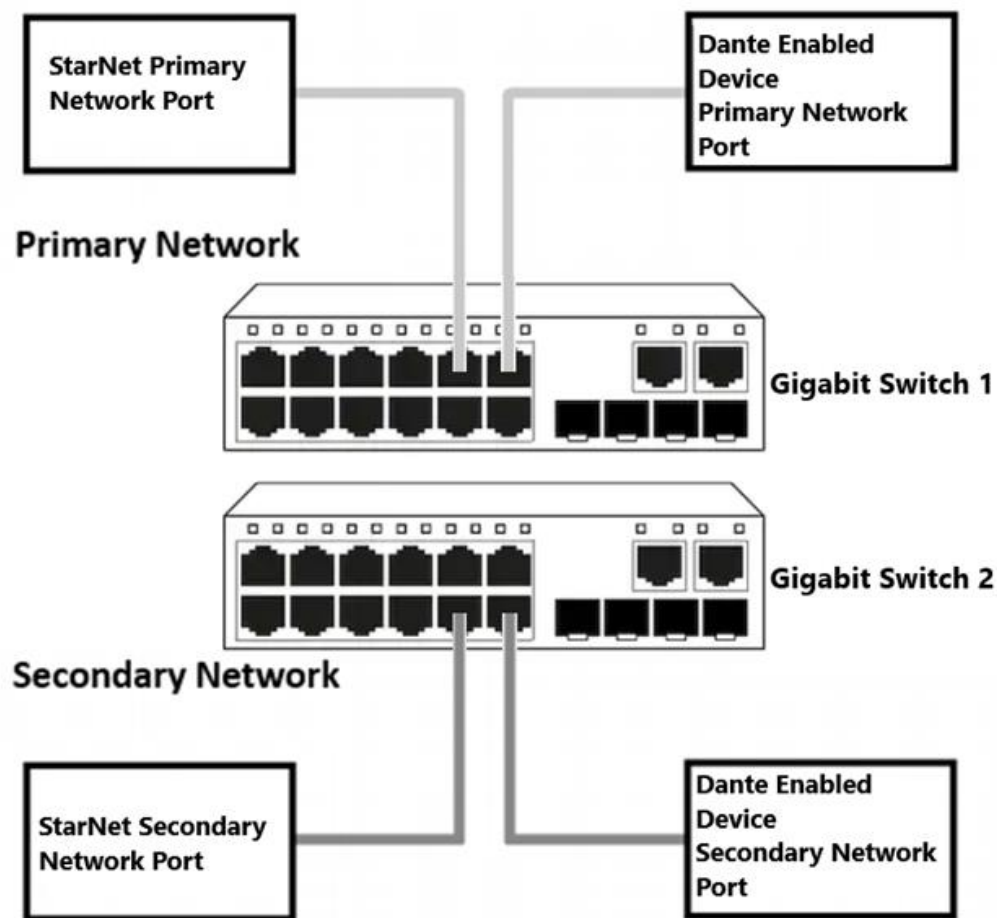 StarNet Primary
Network Port
Dante Enabled
Device
Primary Network
Port
Primary Network
Gigabit Switch 1
Gigabit Switch 2
Secondary Network
StarNet Secondary
Network Port
Dante Enabled
Device
Secondary Network
Port